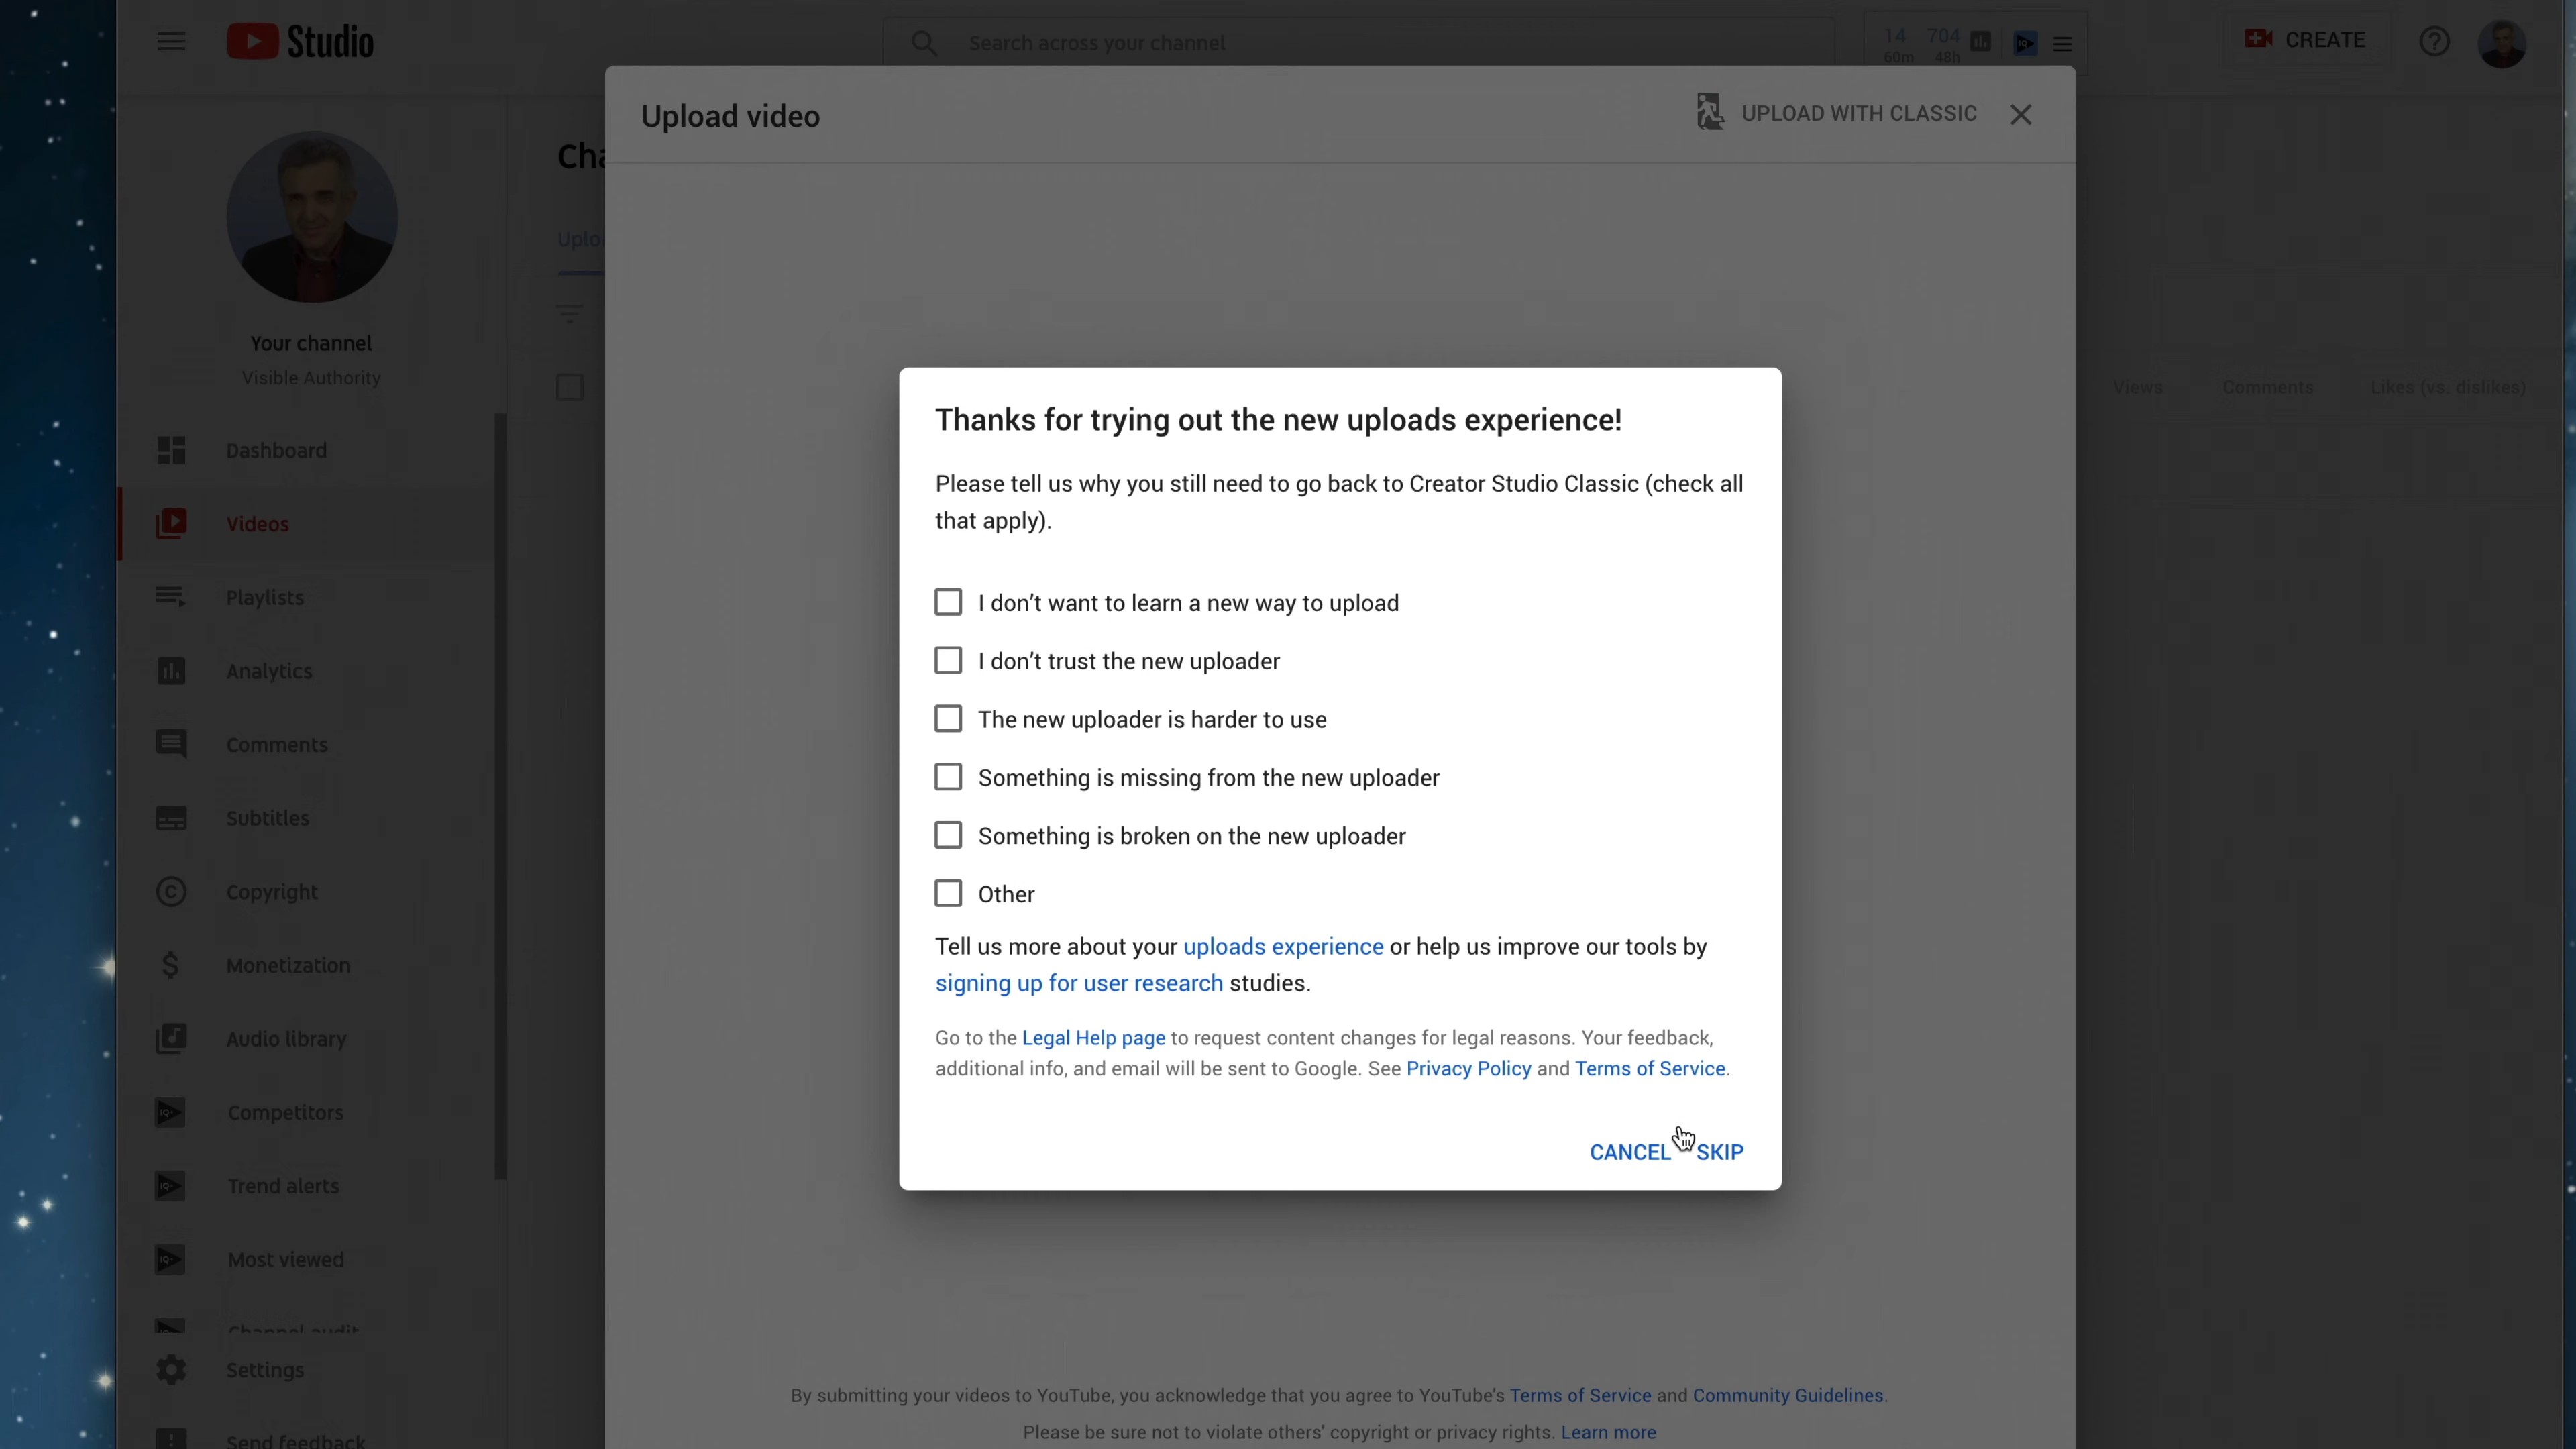 Studio
Search across your channel
14 704
60m 48h
CREATE
Upload video
UPLOAD WITH CLASSIC
Your channel
Visible Authority
Views Comments Likes (vs. dislikes)
Dashboard
Videos
Playlists
Analytics
Comments
Subtitles
Copyright
Monetization
Audio library
Competitors
Trend alerts
Most viewed
Channel audit
Settings
Send feedback
Thanks for trying out the new uploads experience!
Please tell us why you still need to go back to Creator Studio Classic (check all
that apply).
I don’t want to learn a new way to upload
I don’t trust the new uploader
The new uploader is harder to use
Something is missing from the new uploader
Something is broken on the new uploader
Other
Tell us more about your uploads experience or help us improve our tools by
signing up for user research studies.
Go to the Legal Help page to request content changes for legal reasons. Your feedback,
additional info, and email will be sent to Google. See Privacy Policy and Terms of Service.
CANCEL SKIP
By submitting your videos to YouTube, you acknowledge that you agree to YouTube's Terms of Service and Community Guidelines.
Please be sure not to violate others' copyright or privacy rights. Learn more